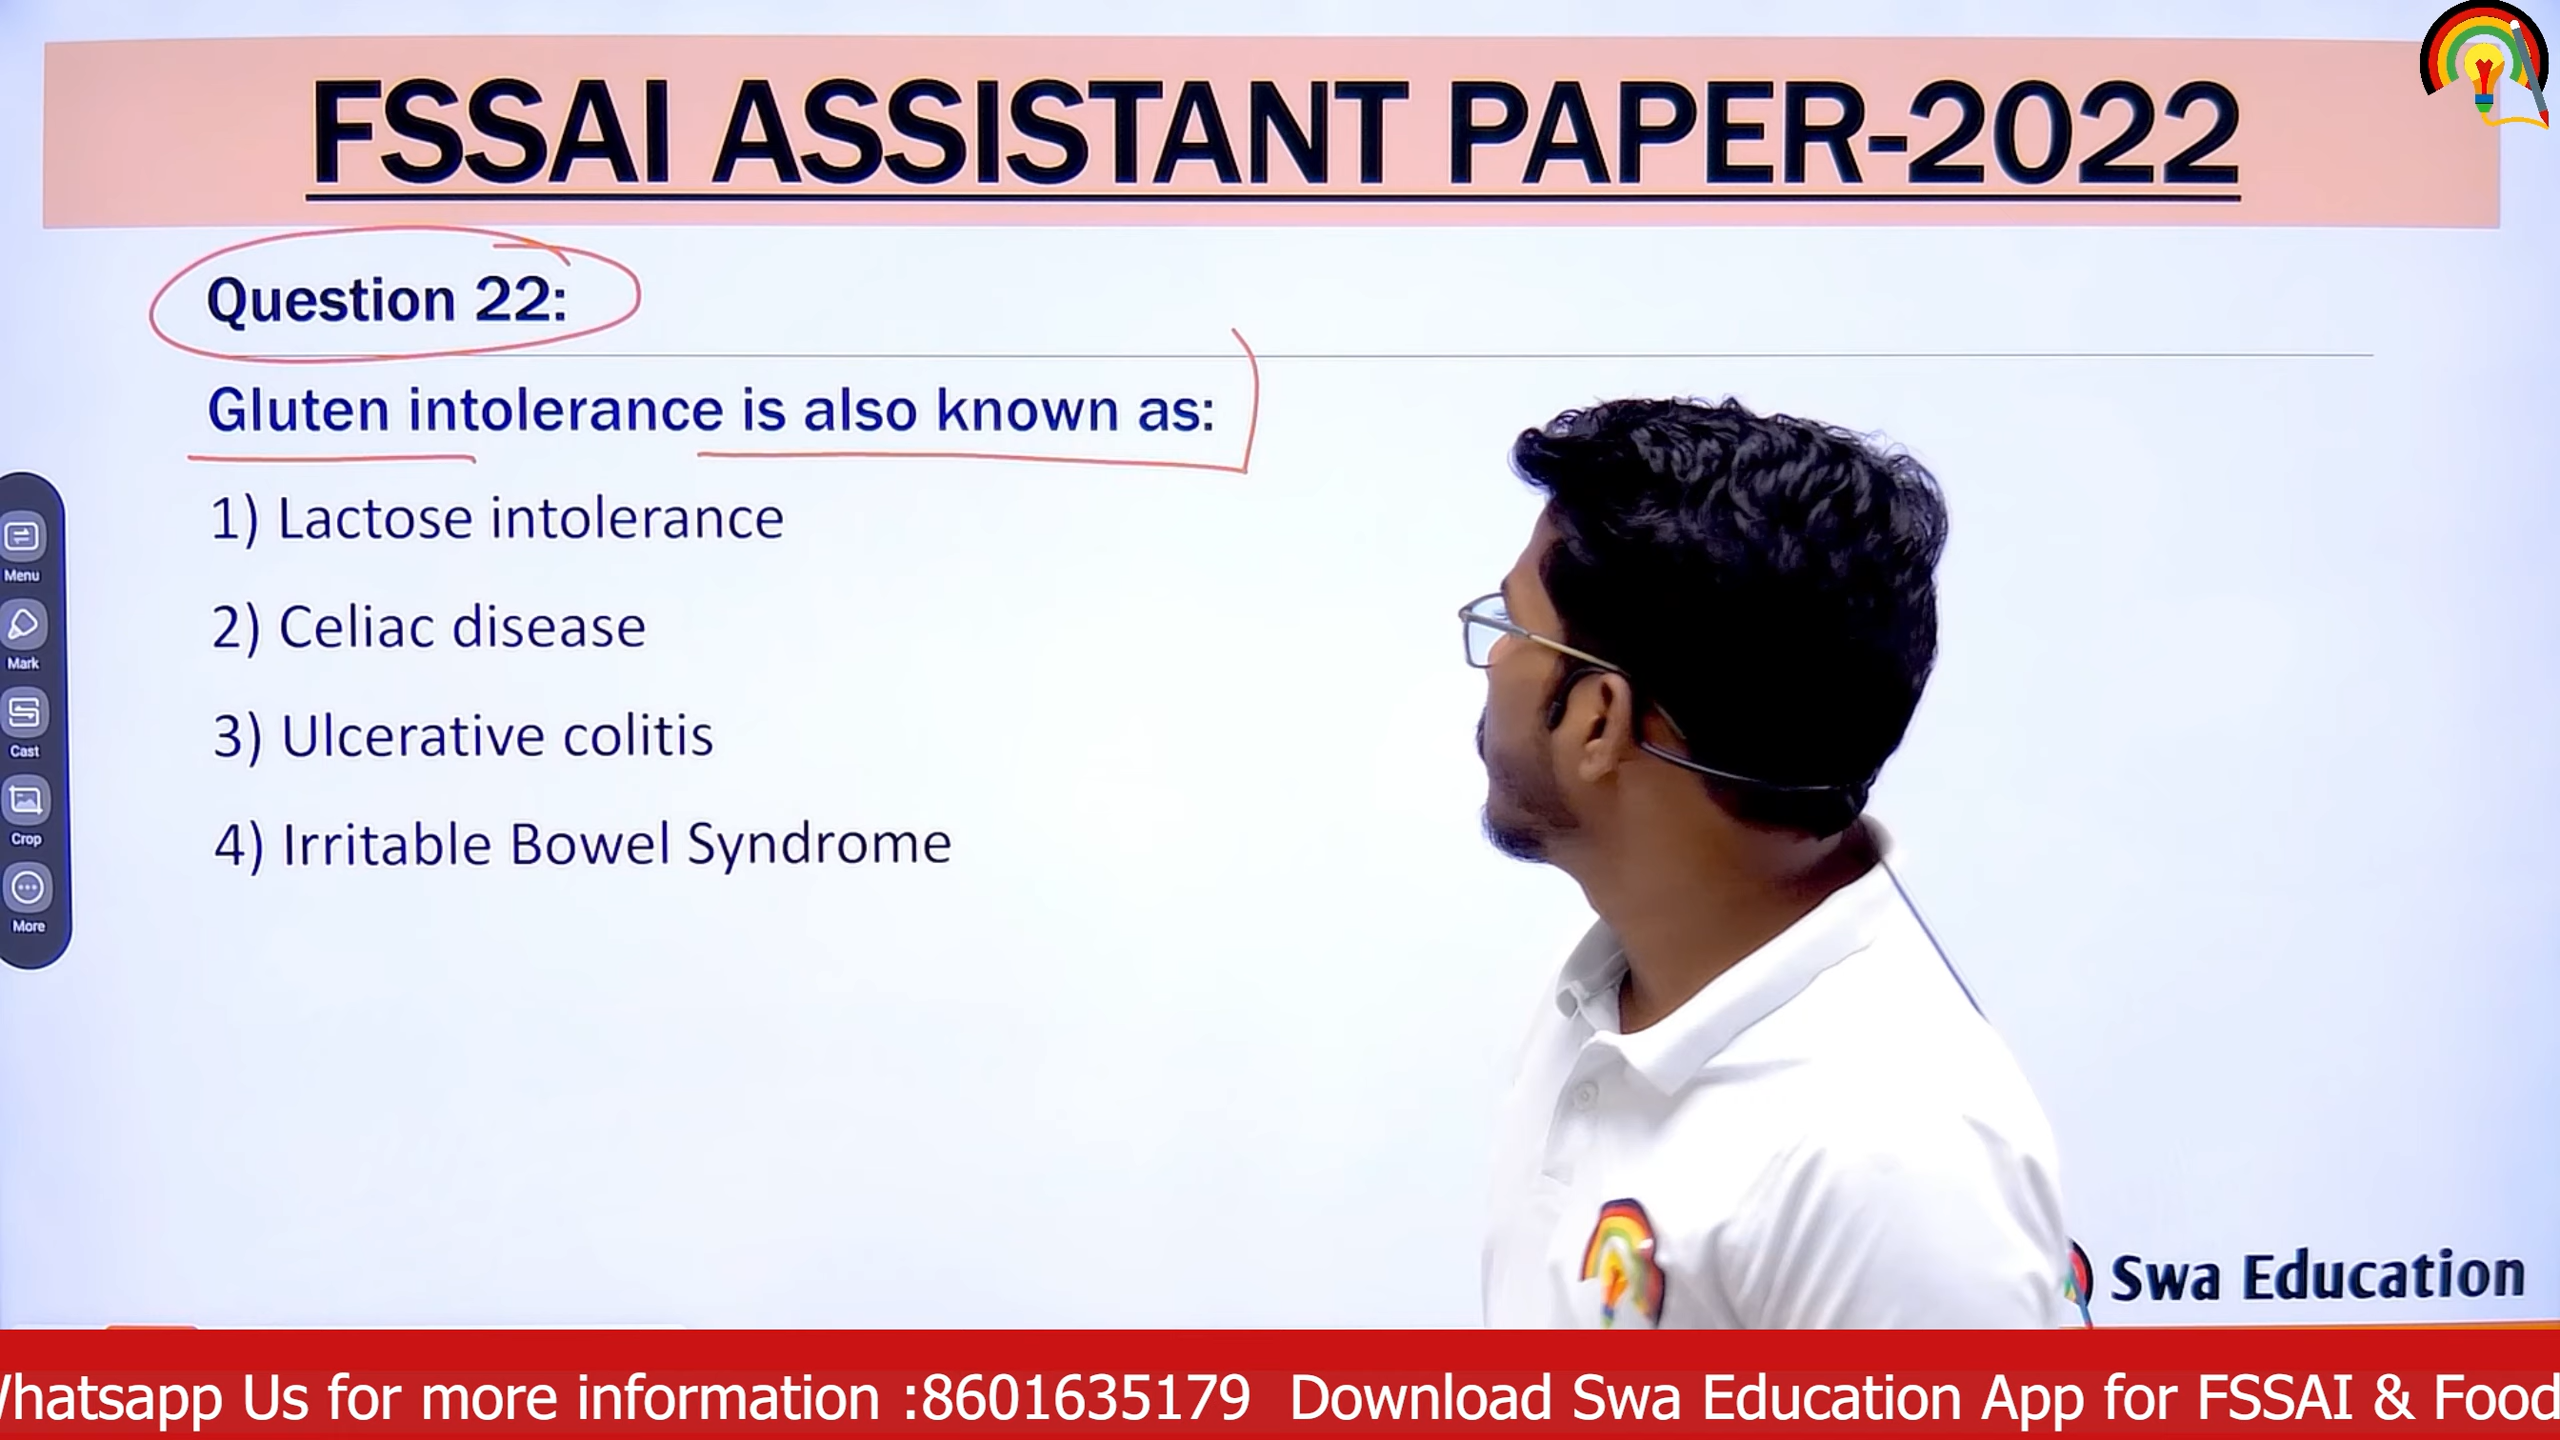 FSSAI ASSISTANT PAPER-2022
Question 22:
Gluten intolerance is also known as:
1) Lactose intolerance
2) Celiac disease
3) Ulcerative colitis
4) Irritable Bowel Syndrome
Menu
Mark
Cast
Crop
More
Swa Education
Whatsapp Us for more information :8601635179 Download Swa Education App for FSSAI & Food